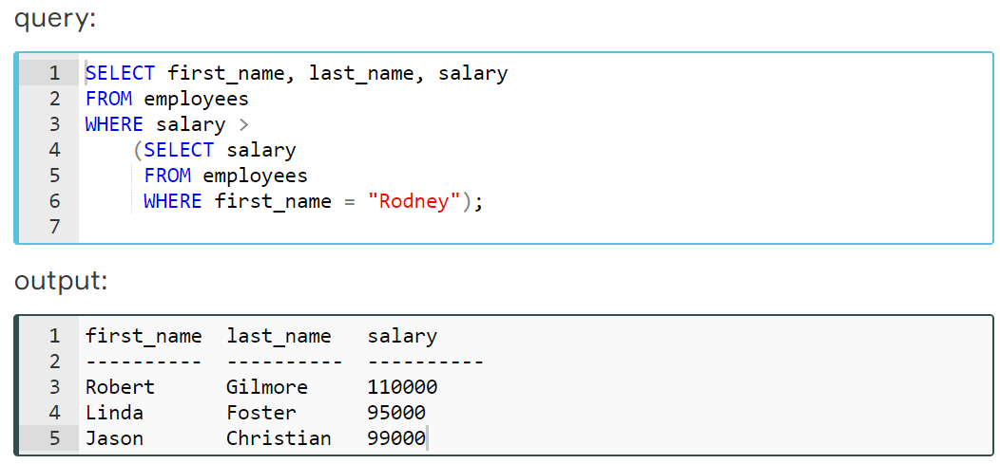 query:
1 SELECT first_name, last_name, salary
2 FROM employees
3 WHERE salary >
4     (SELECT salary
5      FROM employees
6      WHERE first_name = "Rodney");
7
output:
1 first_name  last_name   salary
2 ----------  ----------  ----------
3 Robert      Gilmore     110000
4 Linda       Foster      95000
5 Jason       Christian   99000